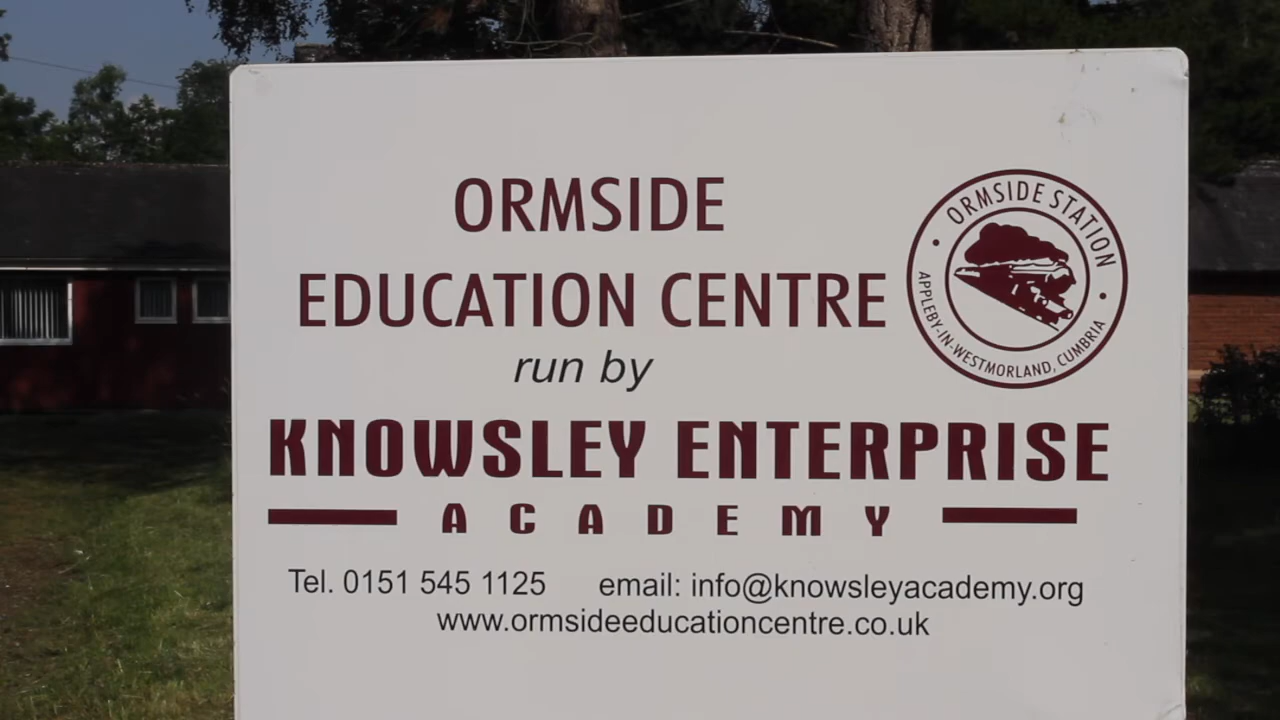 ORMSIDE
EDUCATION CENTRE
run by
KNOWSLEY ENTERPRISE
ACADEMY
Tel. 0151 545 1125 email: info@knowsleyacademy.org
www.ormsideeducationcentre.co.uk
ORMSIDE STATION
APPLEBY-IN-WESTMORLAND, CUMBRIA